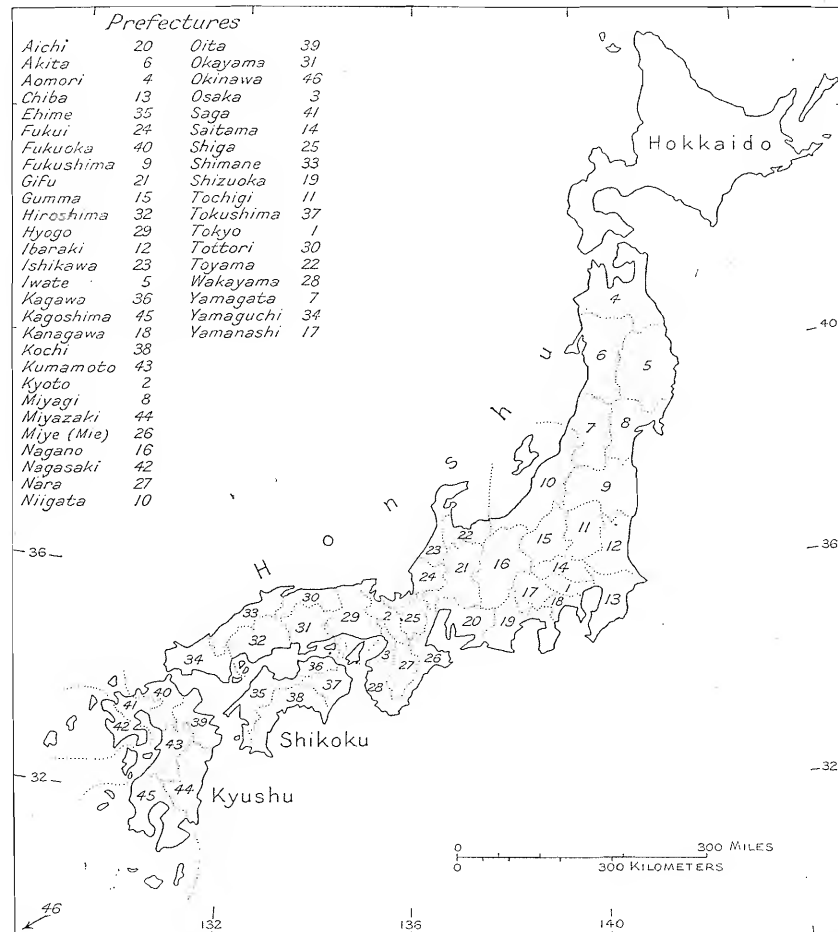 Prefectures
Aichi 20 Oita 39
Akita 6 Okayama 31
Aomori 4 Okinawa 46
Chiba 13 Osaka 3
Ehime 35 Saga 41
Fukui 24 Saitama 14
Fukuoka 40 Shiga 25
Fukushima 9 Shimane 33
Gifu 21 Shizuoka 19
Gumma 15 Tochigi 11
Hiroshima 32 Tokushima 37
Hyogo 29 Tokyo 1
Ibaraki 12 Tottori 30
Ishikawa 23 Toyama 22
Iwate 5 Wakayama 28
Kagawa 36 Yamagata 7
Kagoshima 45 Yamaguchi 34
Kanagawa 18 Yamanashi 17
Kochi 38
Kumamoto 43
Kyoto 2
Miyagi 8
Miyazaki 44
Miye (Mie) 26
Nagano 16
Nagasaki 42
Nara 27
Niigata 10
Hokkaido
Honshu
4
40
6
5
7
8
10
9
22
15
11
36
23
12
36
24
21
16
14
17
1
18
13
30
33
29
2
25
20
19
31
32
3
26
34
36
27
35
37
28
38
40
41
39
42
43
Shikoku
32
32
45
44
Kyushu
0 300 MILES
0 300 KILOMETERS
46
132
136
140